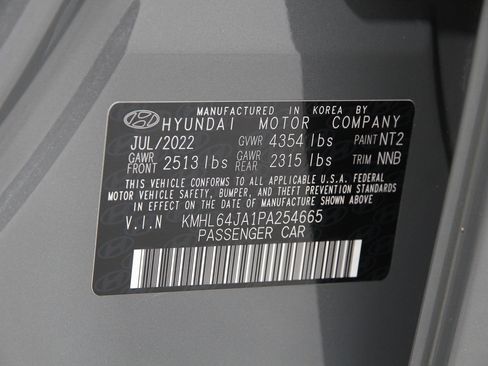 MANUFACTURED IN KOREA BY
HYUNDAI MOTOR COMPANY
JUL/2022 GVWR 4354 lbs PAINT NT2
GAWR FRONT 2513 lbs GAWR REAR 2315 lbs TRIM NNB
THIS VEHICLE CONFORMS TO ALL APPLICABLE U.S.A. FEDERAL
MOTOR VEHICLE SAFETY, BUMPER, AND THEFT PREVENTION
STANDARDS IN EFFECT ON THE DATE OF MANUFACTURE SHOWN ABOVE.
V.I.N KMHL64JA1PA254665
PASSENGER CAR